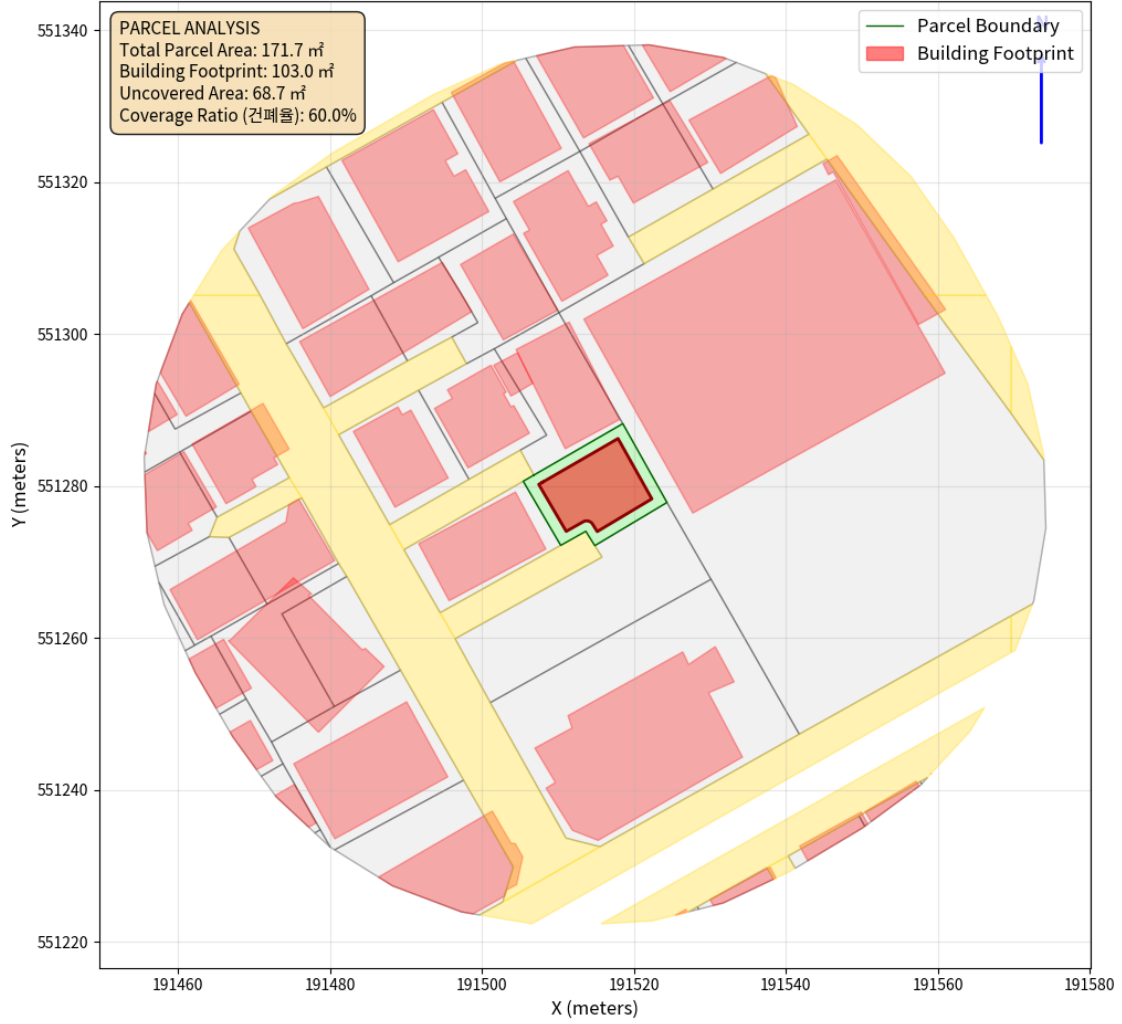 PARCEL ANALYSIS
Total Parcel Area: 171.7 ㎡
Building Footprint: 103.0 ㎡
Uncovered Area: 68.7 ㎡
Coverage Ratio (건폐율): 60.0%
Parcel Boundary
Building Footprint
N
551340
551320
551300
551280
551260
551240
551220
Y (meters)
191460
191480
191500
191520
191540
191560
191580
X (meters)